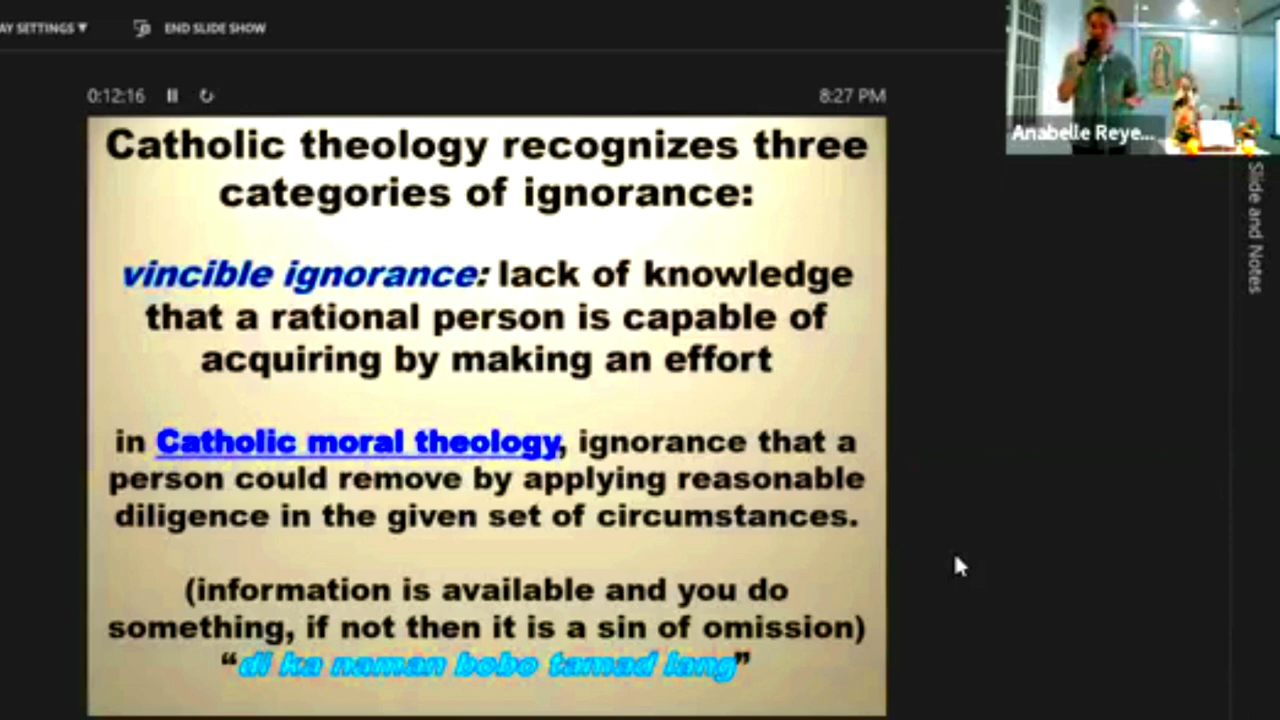 AY SETTINGS ▼ END SLIDE SHOW
0:12:16 8:27 PM
Catholic theology recognizes three
categories of ignorance:
vincible ignorance: lack of knowledge
that a rational person is capable of
acquiring by making an effort
in Catholic moral theology, ignorance that a
person could remove by applying reasonable
diligence in the given set of circumstances.
(information is available and you do
something, if not then it is a sin of omission)
“di ka naman bobo tamad lang”
Anabelle Reye...
Slide and Notes